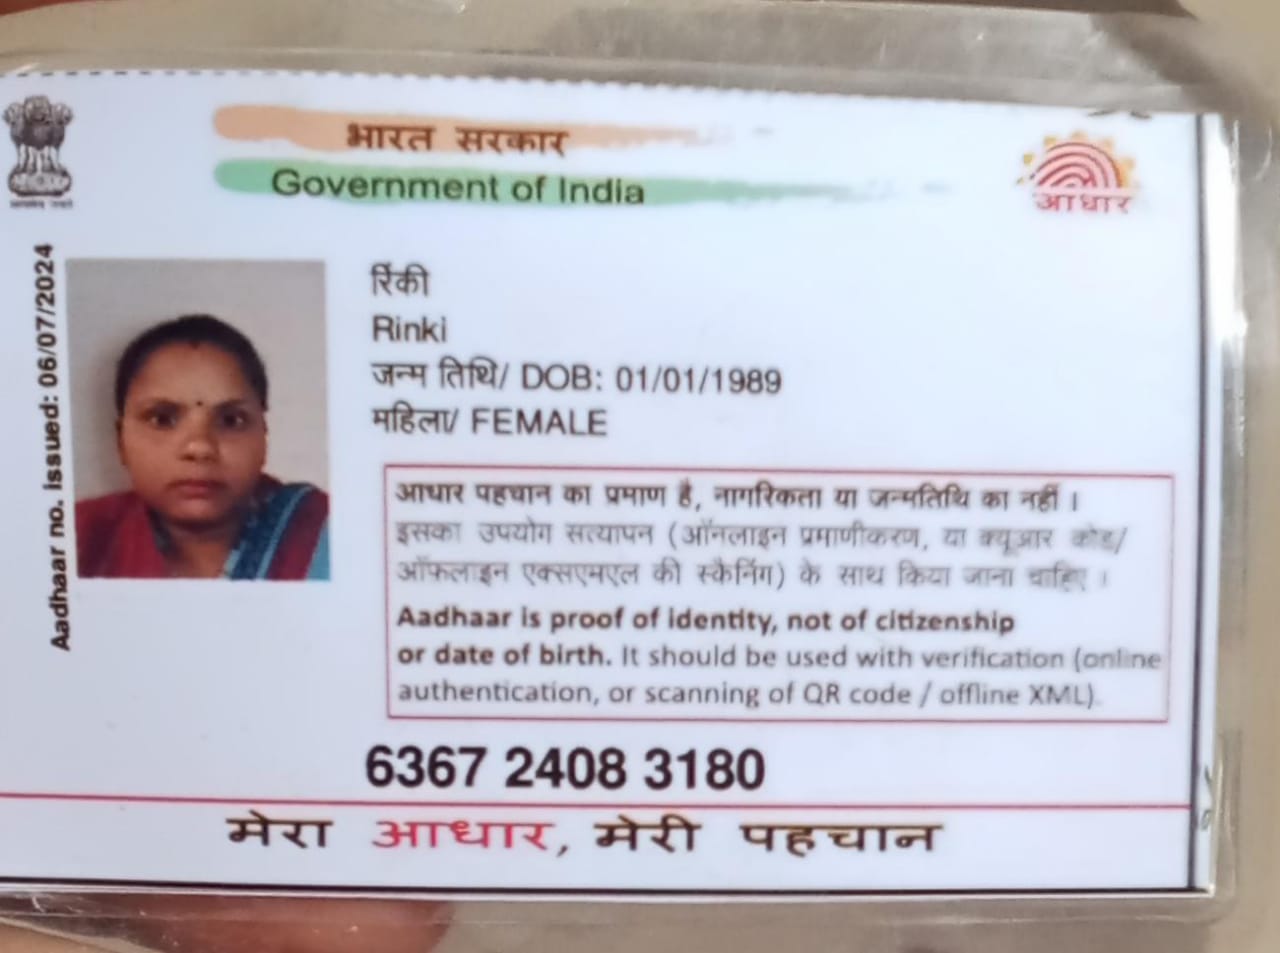 भारत सरकार
Government of India
आधार
Aadhaar no. issued: 06/07/2024
रिंकी
Rinki
जन्म तिथि/ DOB: 01/01/1989
महिला/ FEMALE
आधार पहचान का प्रमाण है, नागरिकता या जन्मतिथि का नहीं ।
इसका उपयोग सत्यापन (ऑनलाइन प्रमाणीकरण, या क्यूआर कोड/
ऑफलाइन एक्सएमएल की स्कैनिंग) के साथ किया जाना चाहिए ।
Aadhaar is proof of identity, not of citizenship
or date of birth. It should be used with verification (online
authentication, or scanning of QR code / offline XML).
6367 2408 3180
मेरा आधार, मेरी पहचान